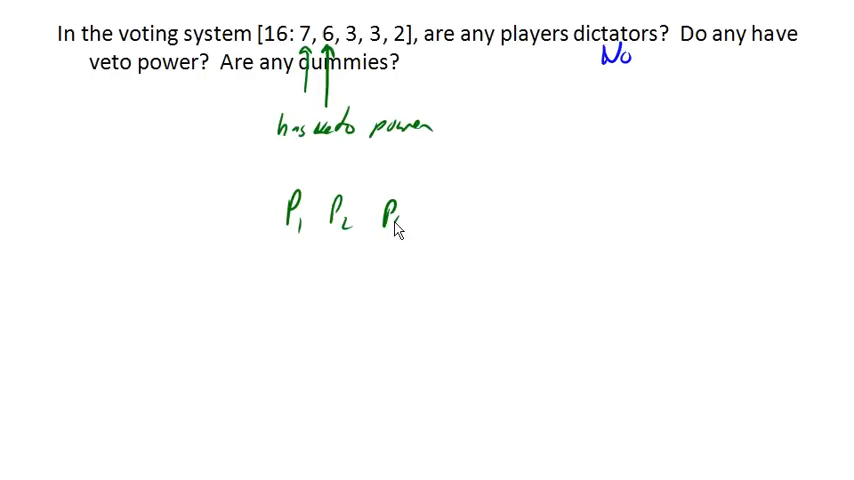 In the voting system [16: 7, 6, 3, 3, 2], are any players dictators? Do any have
veto power? Are any dummies?
No
has veto power
P1 P2 P